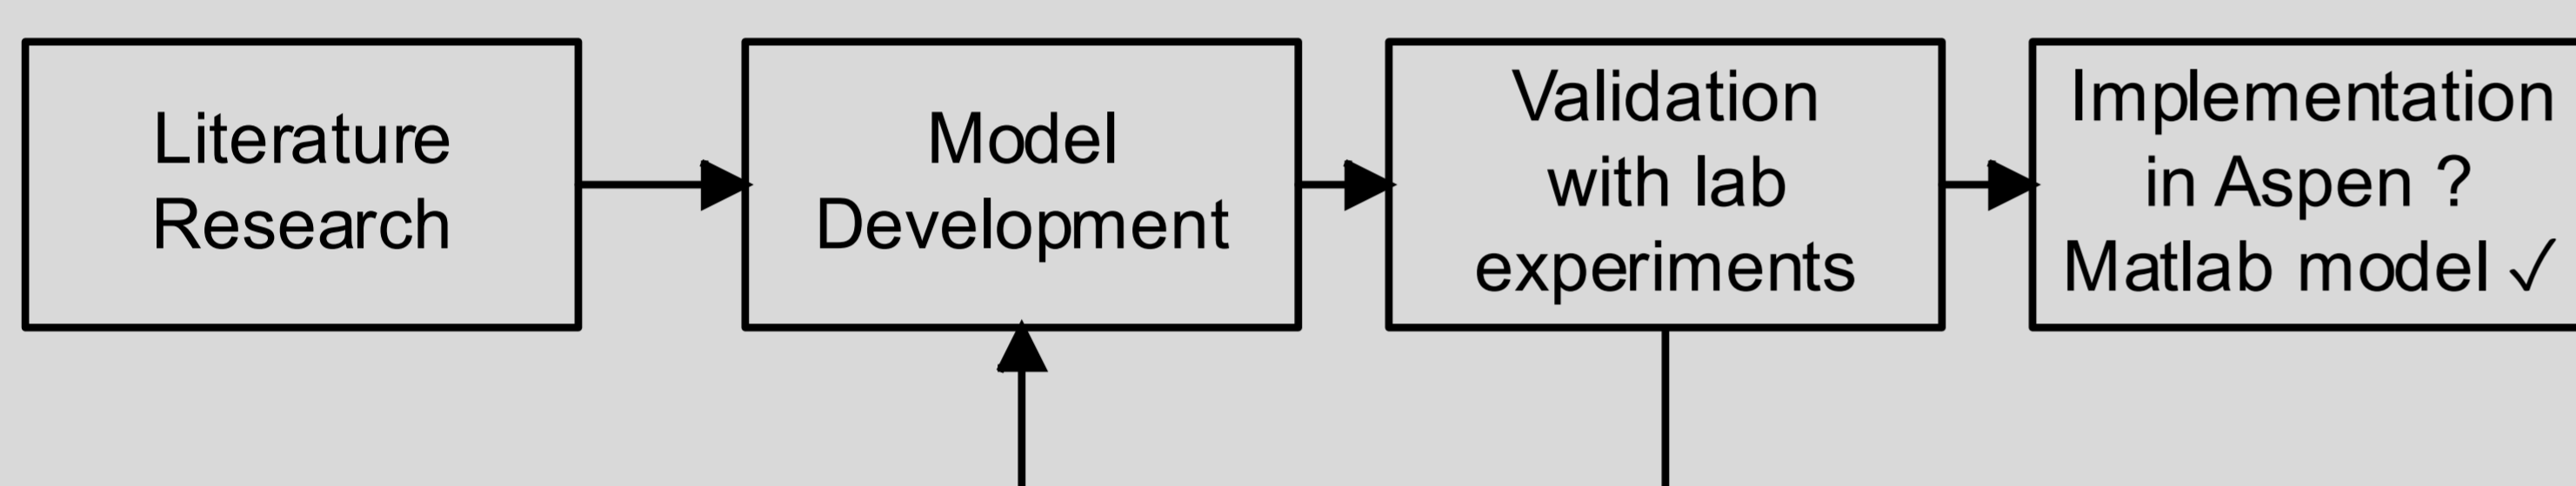 Literature
Research
Model
Development
Validation
with lab
experiments
Implementation
in Aspen ?
Matlab model ✓